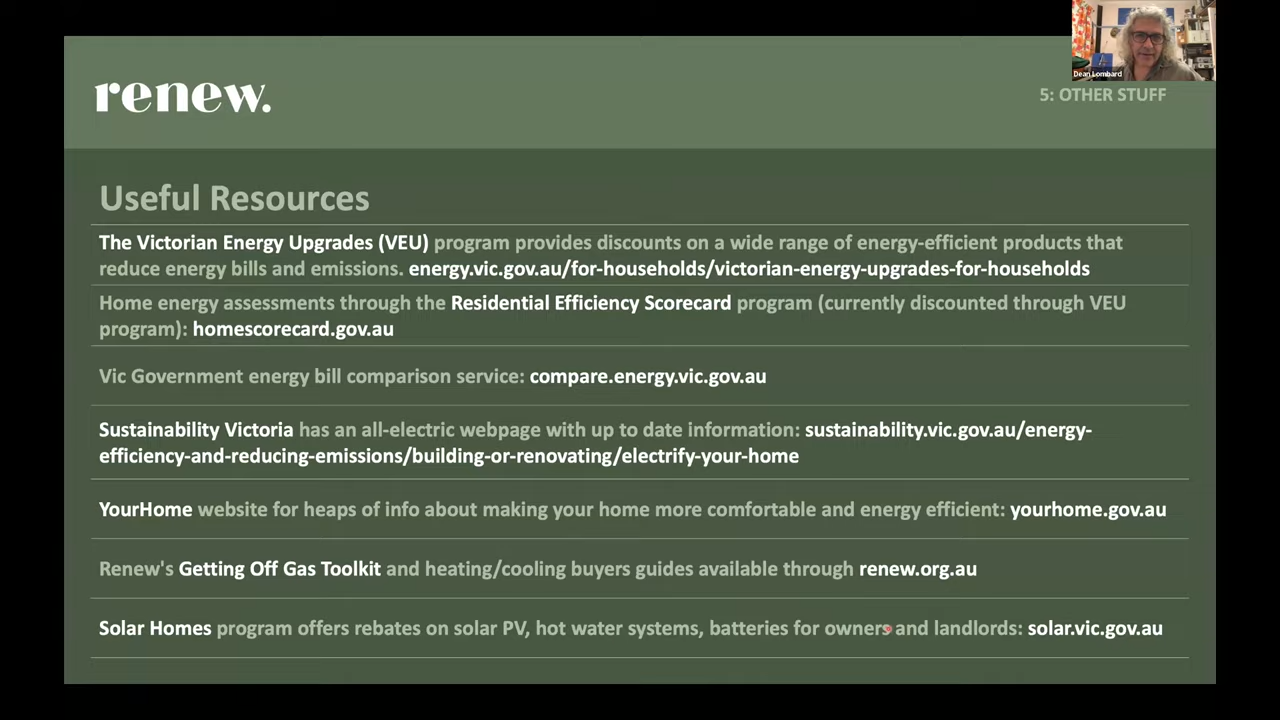 Dean Lombard
renew.
5: OTHER STUFF
Useful Resources
The Victorian Energy Upgrades (VEU) program provides discounts on a wide range of energy-efficient products that
reduce energy bills and emissions. energy.vic.gov.au/for-households/victorian-energy-upgrades-for-households
Home energy assessments through the Residential Efficiency Scorecard program (currently discounted through VEU
program): homescorecard.gov.au
Vic Government energy bill comparison service: compare.energy.vic.gov.au
Sustainability Victoria has an all-electric webpage with up to date information: sustainability.vic.gov.au/energy-
efficiency-and-reducing-emissions/building-or-renovating/electrify-your-home
YourHome website for heaps of info about making your home more comfortable and energy efficient: yourhome.gov.au
Renew's Getting Off Gas Toolkit and heating/cooling buyers guides available through renew.org.au
Solar Homes program offers rebates on solar PV, hot water systems, batteries for owners and landlords: solar.vic.gov.au